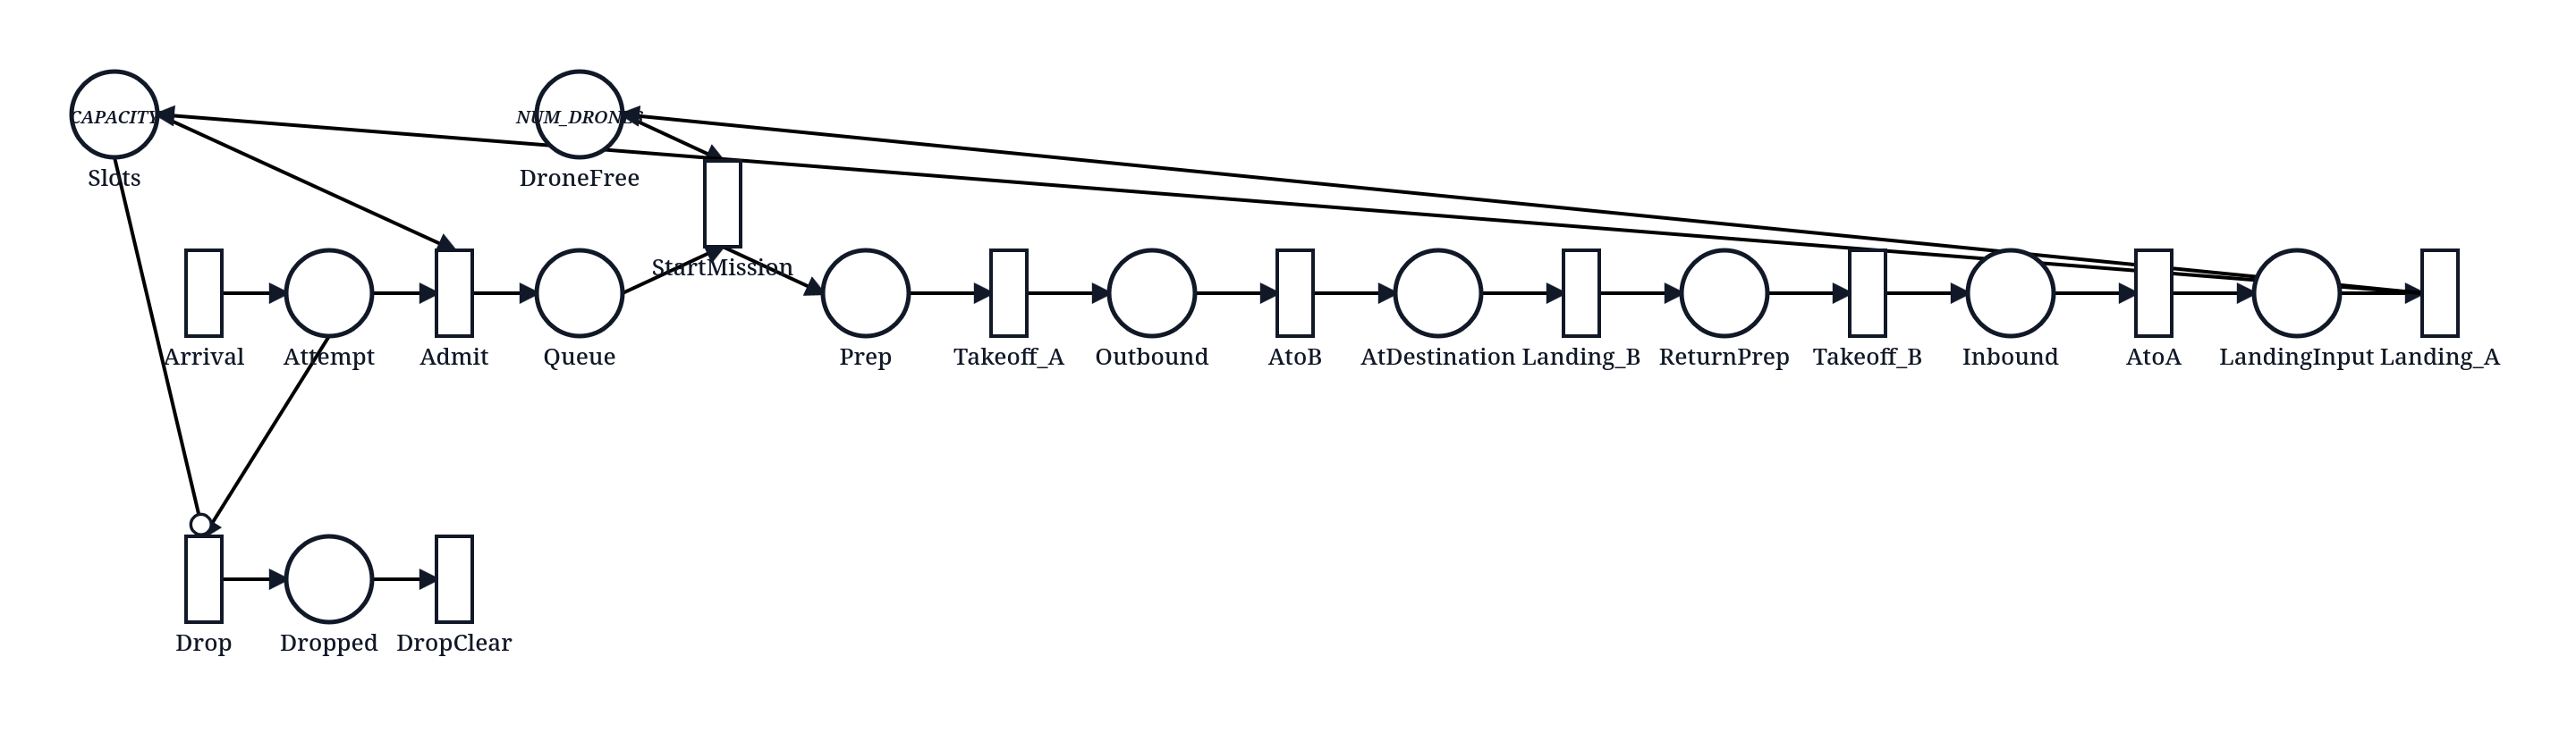 CAPACITY
NUM_DRONES
Slots
DroneFree
StartMission
Arrival
Attempt
Admit
Queue
Prep
Takeoff_A
Outbound
AtoB
AtDestination
Landing_B
ReturnPrep
Takeoff_B
Inbound
AtoA
LandingInput
Landing_A
Drop
Dropped
DropClear